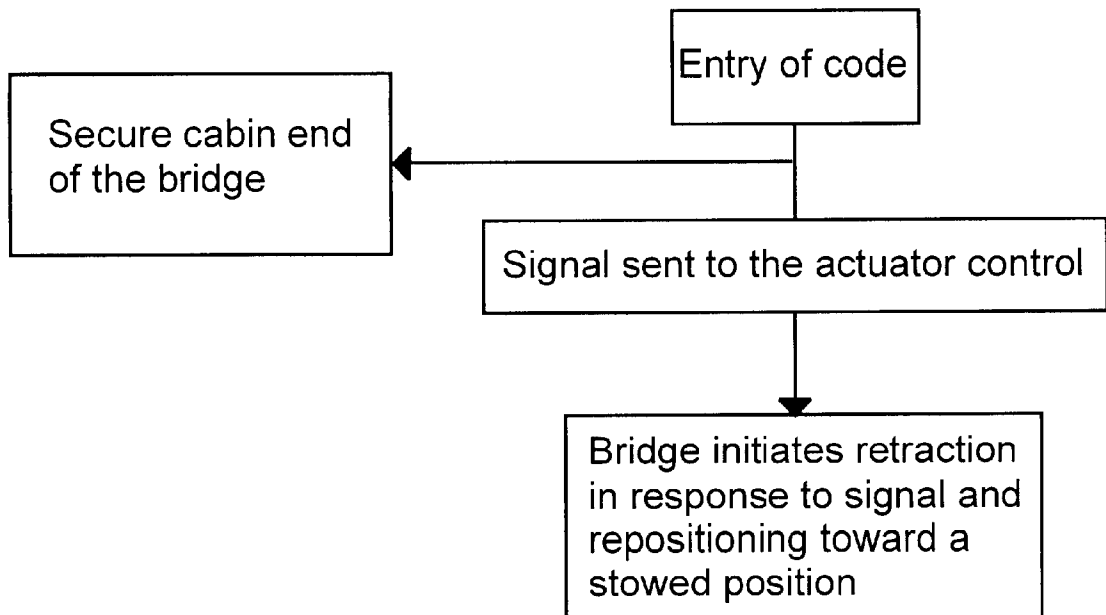 Entry of code
Secure cabin end
of the bridge
Signal sent to the actuator control
Bridge initiates retraction
in response to signal and
repositioning toward a
stowed position